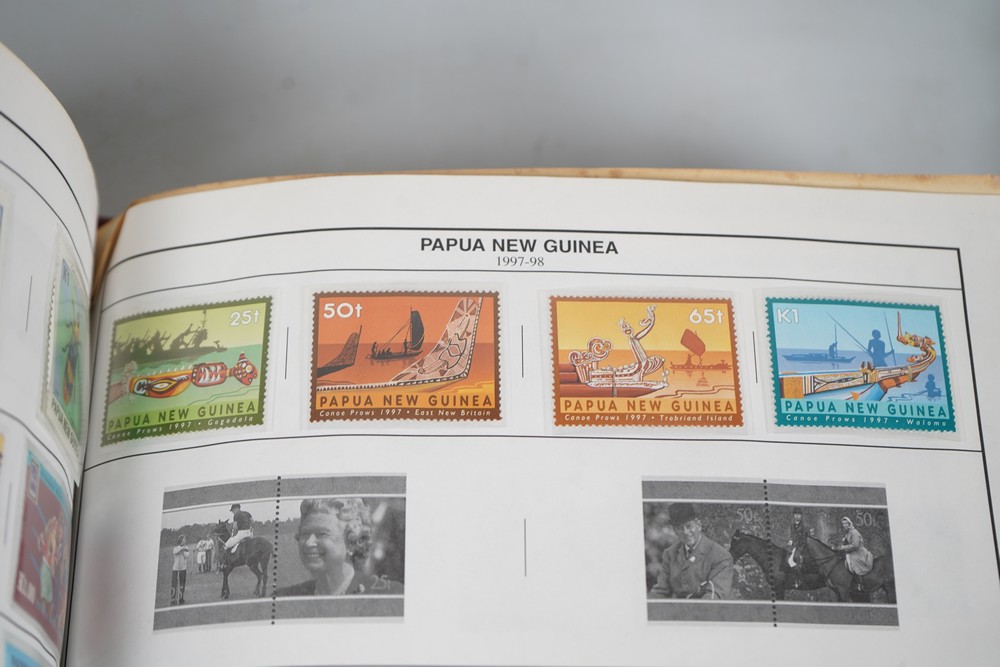 PAPUA NEW GUINEA
1997-98
25t
PAPUA NEW GUINEA
Canoe Prows 1997 • Gogodala
50t
PAPUA NEW GUINEA
Canoe Prows 1997 • East New Britain
65t
PAPUA NEW GUINEA
Canoe Prows 1997 • Trobriand Island
K1
PAPUA NEW GUINEA
Canoe Prows 1997 • Walomo
50t
50t